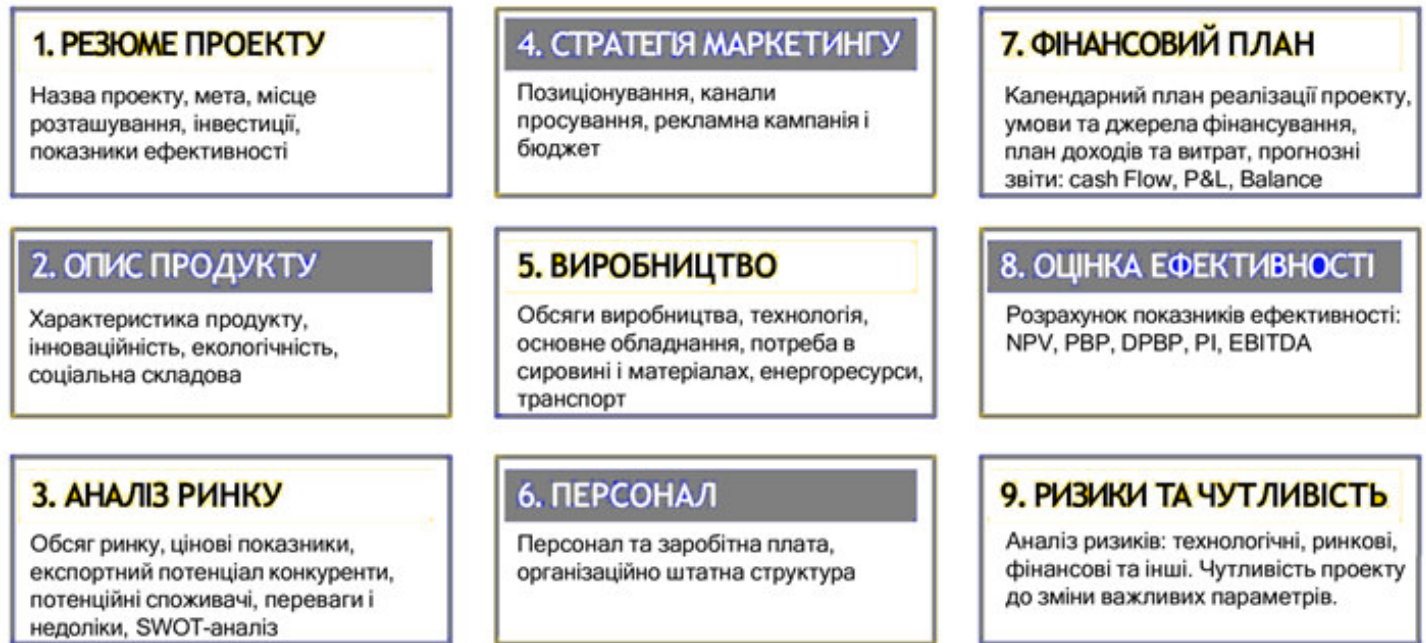 1. РЕЗЮМЕ ПРОЕКТУ
Назва проекту, мета, місце
розташування, інвестиції,
показники ефективності
2. ОПИС ПРОДУКТУ
Характеристика продукту,
інноваційність, екологічність,
соціальна складова
3. АНАЛІЗ РИНКУ
Обсяг ринку, цінові показники,
експортний потенціал конкуренти,
потенційні споживачі, переваги і
недоліки, SWOT-аналіз
4. СТРАТЕГІЯ МАРКЕТИНГУ
Позиціонування, канали
просування, рекламна кампанія і
бюджет
5. ВИРОБНИЦТВО
Обсяги виробництва, технологія,
основне обладнання, потреба в
сировині і матеріалах, енергоресурси,
транспорт
6. ПЕРСОНАЛ
Персонал та заробітна плата,
організаційно штатна структура
7. ФІНАНСОВИЙ ПЛАН
Календарний план реалізації проекту,
умови та джерела фінансування,
план доходів та витрат, прогнозні
звіти: cash Flow, P&L, Balance
8. ОЦІНКА ЕФЕКТИВНОСТІ
Розрахунок показників ефективності:
NPV, PBP, DPBP, PI, EBITDA
9. РИЗИКИ ТА ЧУТЛИВІСТЬ
Аналіз ризиків: технологічні, ринкові,
фінансові та інші. Чутливість проекту
до зміни важливих параметрів.